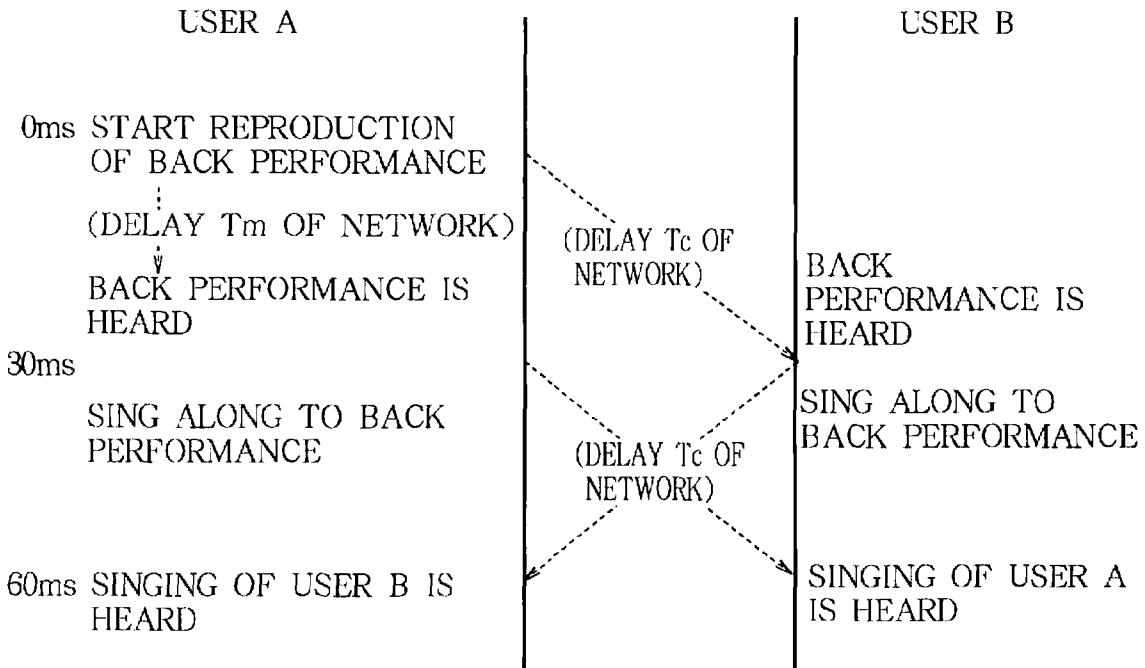 USER A
USER B
0ms START REPRODUCTION
OF BACK PERFORMANCE
(DELAY Tm OF NETWORK)
BACK PERFORMANCE IS
HEARD
(DELAY Tc OF
NETWORK)
BACK
PERFORMANCE IS
HEARD
30ms
SING ALONG TO BACK
PERFORMANCE
(DELAY Tc OF
NETWORK)
SING ALONG TO
BACK PERFORMANCE
60ms SINGING OF USER B IS
HEARD
SINGING OF USER A
IS HEARD